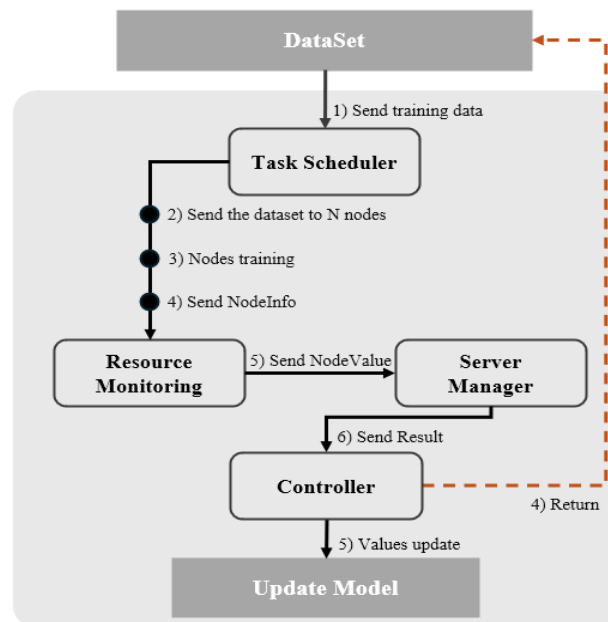 DataSet
1) Send training data
Task Scheduler
2) Send the dataset to N nodes
3) Nodes training
4) Send NodeInfo
Resource
Monitoring
5) Send NodeValue
Server
Manager
6) Send Result
Controller
4) Return
5) Values update
Update Model